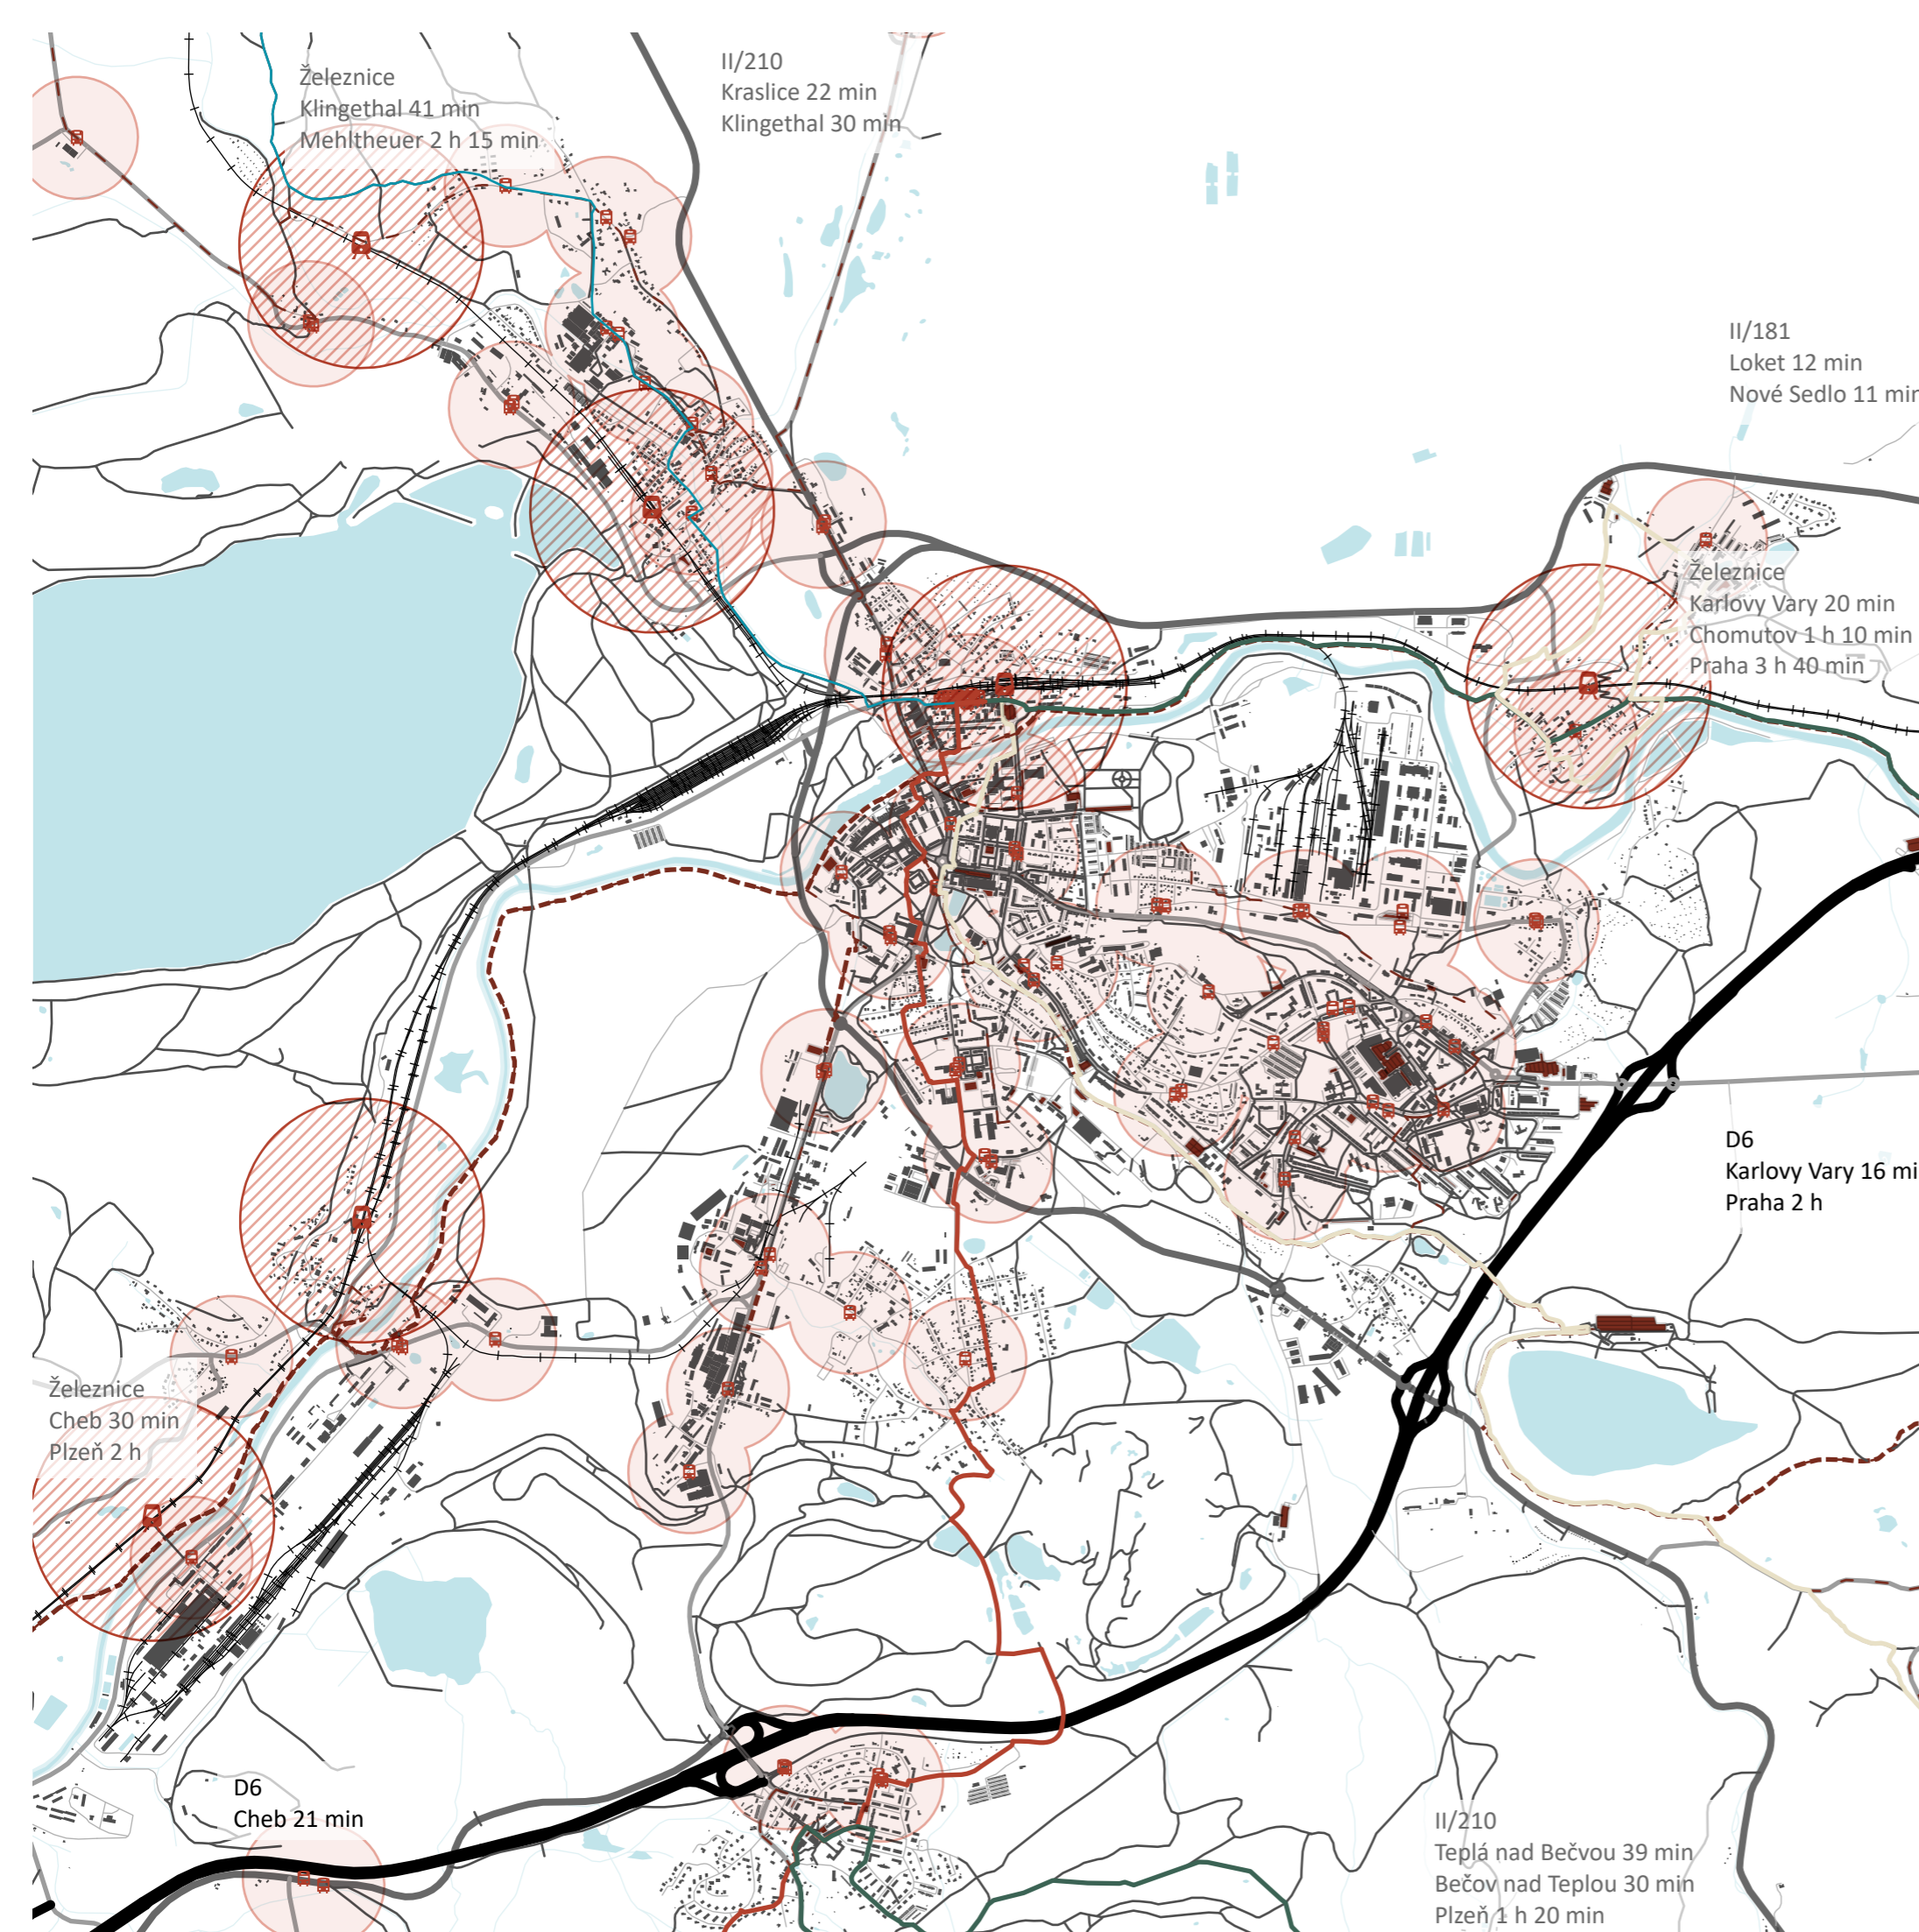 Železnice
Klingethal 41 min
Mehltheuer 2 h 15 min
II/210
Kraslice 22 min
Klingethal 30 min
II/181
Loket 12 min
Nové Sedlo 11 min
Železnice
Karlovy Vary 20 min
Chomutov 1 h 10 min
Praha 3 h 40 min
D6
Karlovy Vary 16 mi
Praha 2 h
Železnice
Cheb 30 min
Plzeň 2 h
D6
Cheb 21 min
II/210
Teplá nad Bečvou 39 min
Bečov nad Teplou 30 min
Plzeň 1 h 20 min